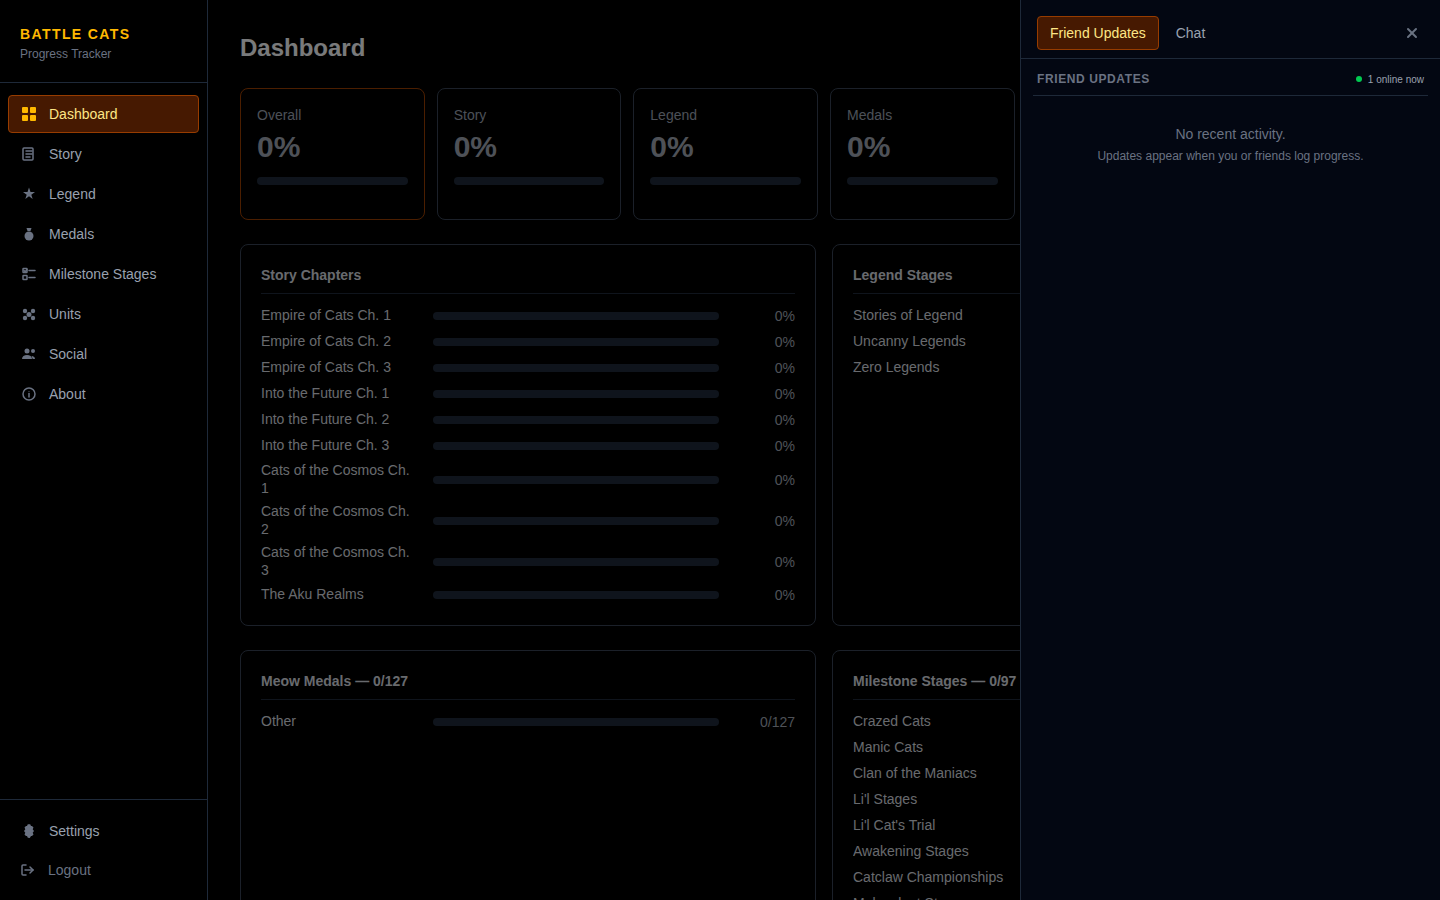 BATTLE CATS
Progress Tracker
Dashboard
Story
Legend
Medals
Milestone Stages
Units
Social
About
Settings
Logout
Dashboard
Overall
0%
Story
0%
Legend
0%
Medals
0%
Story Chapters
Empire of Cats Ch. 1
0%
Empire of Cats Ch. 2
0%
Empire of Cats Ch. 3
0%
Into the Future Ch. 1
0%
Into the Future Ch. 2
0%
Into the Future Ch. 3
0%
Cats of the Cosmos Ch.
1
0%
Cats of the Cosmos Ch.
2
0%
Cats of the Cosmos Ch.
3
0%
The Aku Realms
0%
Legend Stages
Stories of Legend
Uncanny Legends
Zero Legends
Meow Medals — 0/127
Other
0/127
Milestone Stages — 0/97
Crazed Cats
Manic Cats
Clan of the Maniacs
Li'l Stages
Li'l Cat's Trial
Awakening Stages
Catclaw Championships
Friend Updates
Chat
FRIEND UPDATES
1 online now
No recent activity.
Updates appear when you or friends log progress.